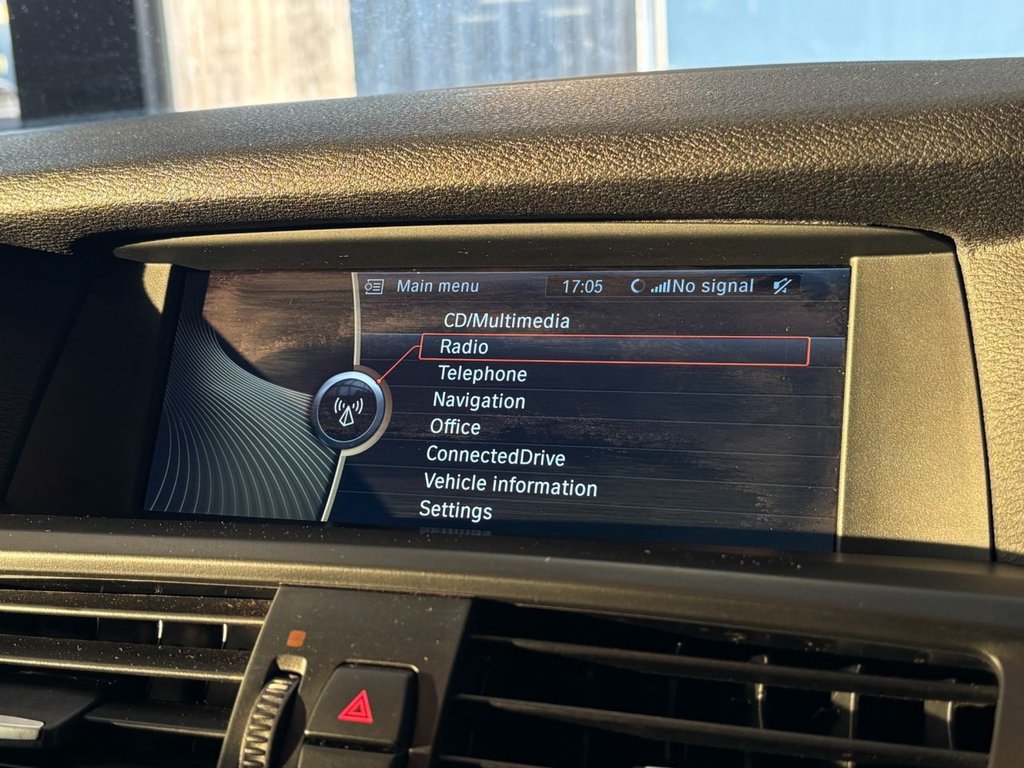 Main menu 17:05 No signal
CD/Multimedia
Radio
Telephone
Navigation
Office
ConnectedDrive
Vehicle information
Settings